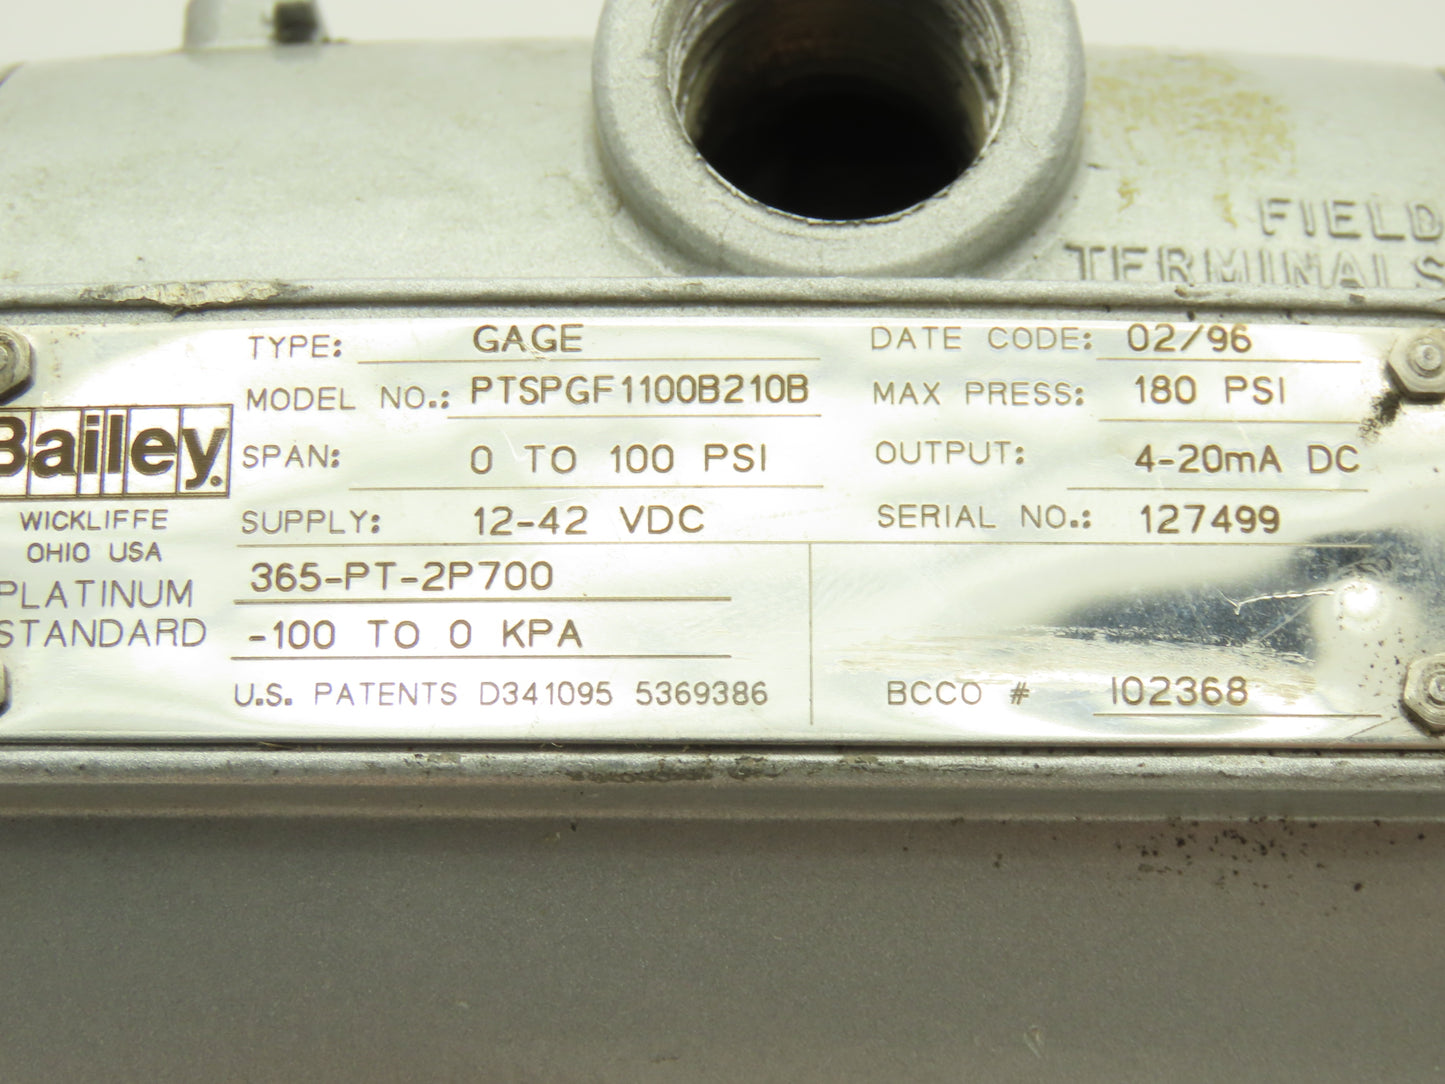 FIELD
TERMINALS
TYPE: GAGE DATE CODE: 02/96
MODEL NO.: PTSPGF1100B210B MAX PRESS: 180 PSI
Bailey
SPAN: 0 TO 100 PSI OUTPUT: 4-20mA DC
WICKLIFFE
OHIO USA
SUPPLY: 12-42 VDC SERIAL NO.: 127499
PLATINUM
STANDARD
365-PT-2P700
-100 TO 0 KPA
U.S. PATENTS D341095 5369386 BCCO # 102368